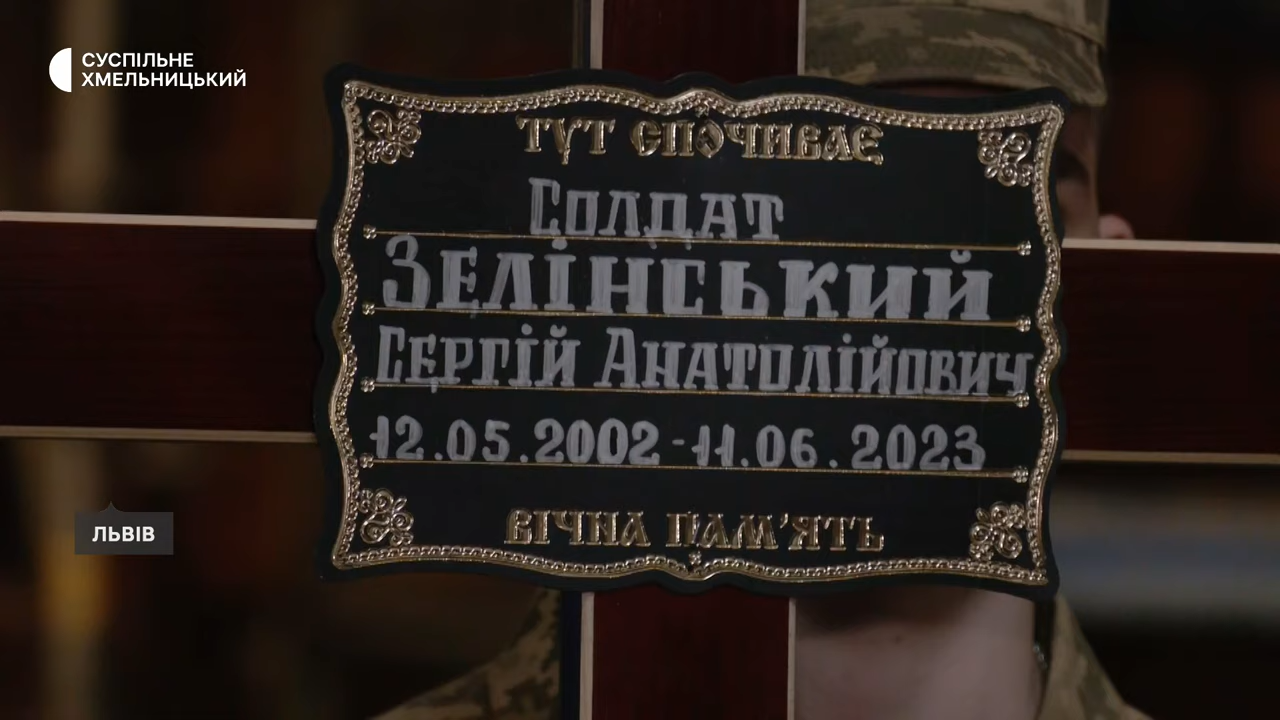 СУСПІЛЬНЕ
ХМЕЛЬНИЦЬКИЙ
ТУТ СПОЧИВАЄ
СОЛДАТ
ЗЕЛІНСЬКИЙ
СЕРГІЙ АНАТОЛІЙОВИЧ
12.05.2002-11.06.2023
ВІЧНА ПАМ'ЯТЬ
ЛЬВІВ